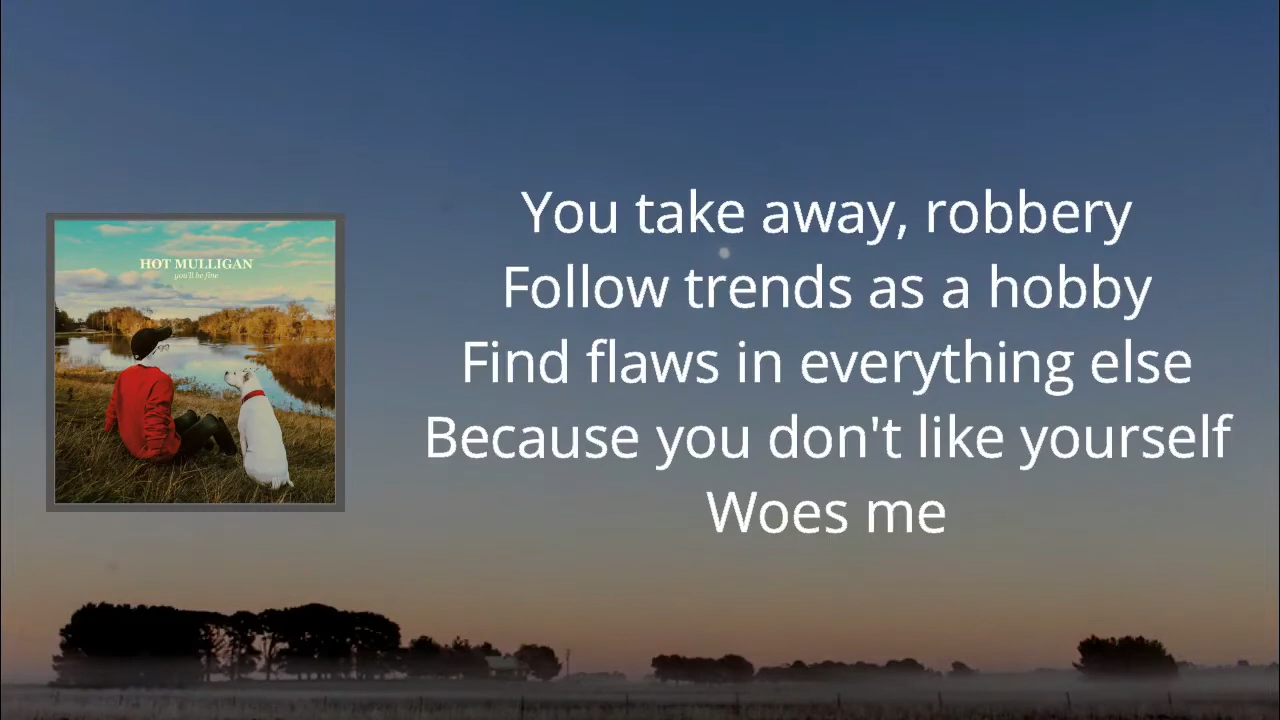 HOT MULLIGAN
you'll be fine
You take away, robbery
Follow trends as a hobby
Find flaws in everything else
Because you don't like yourself
Woes me